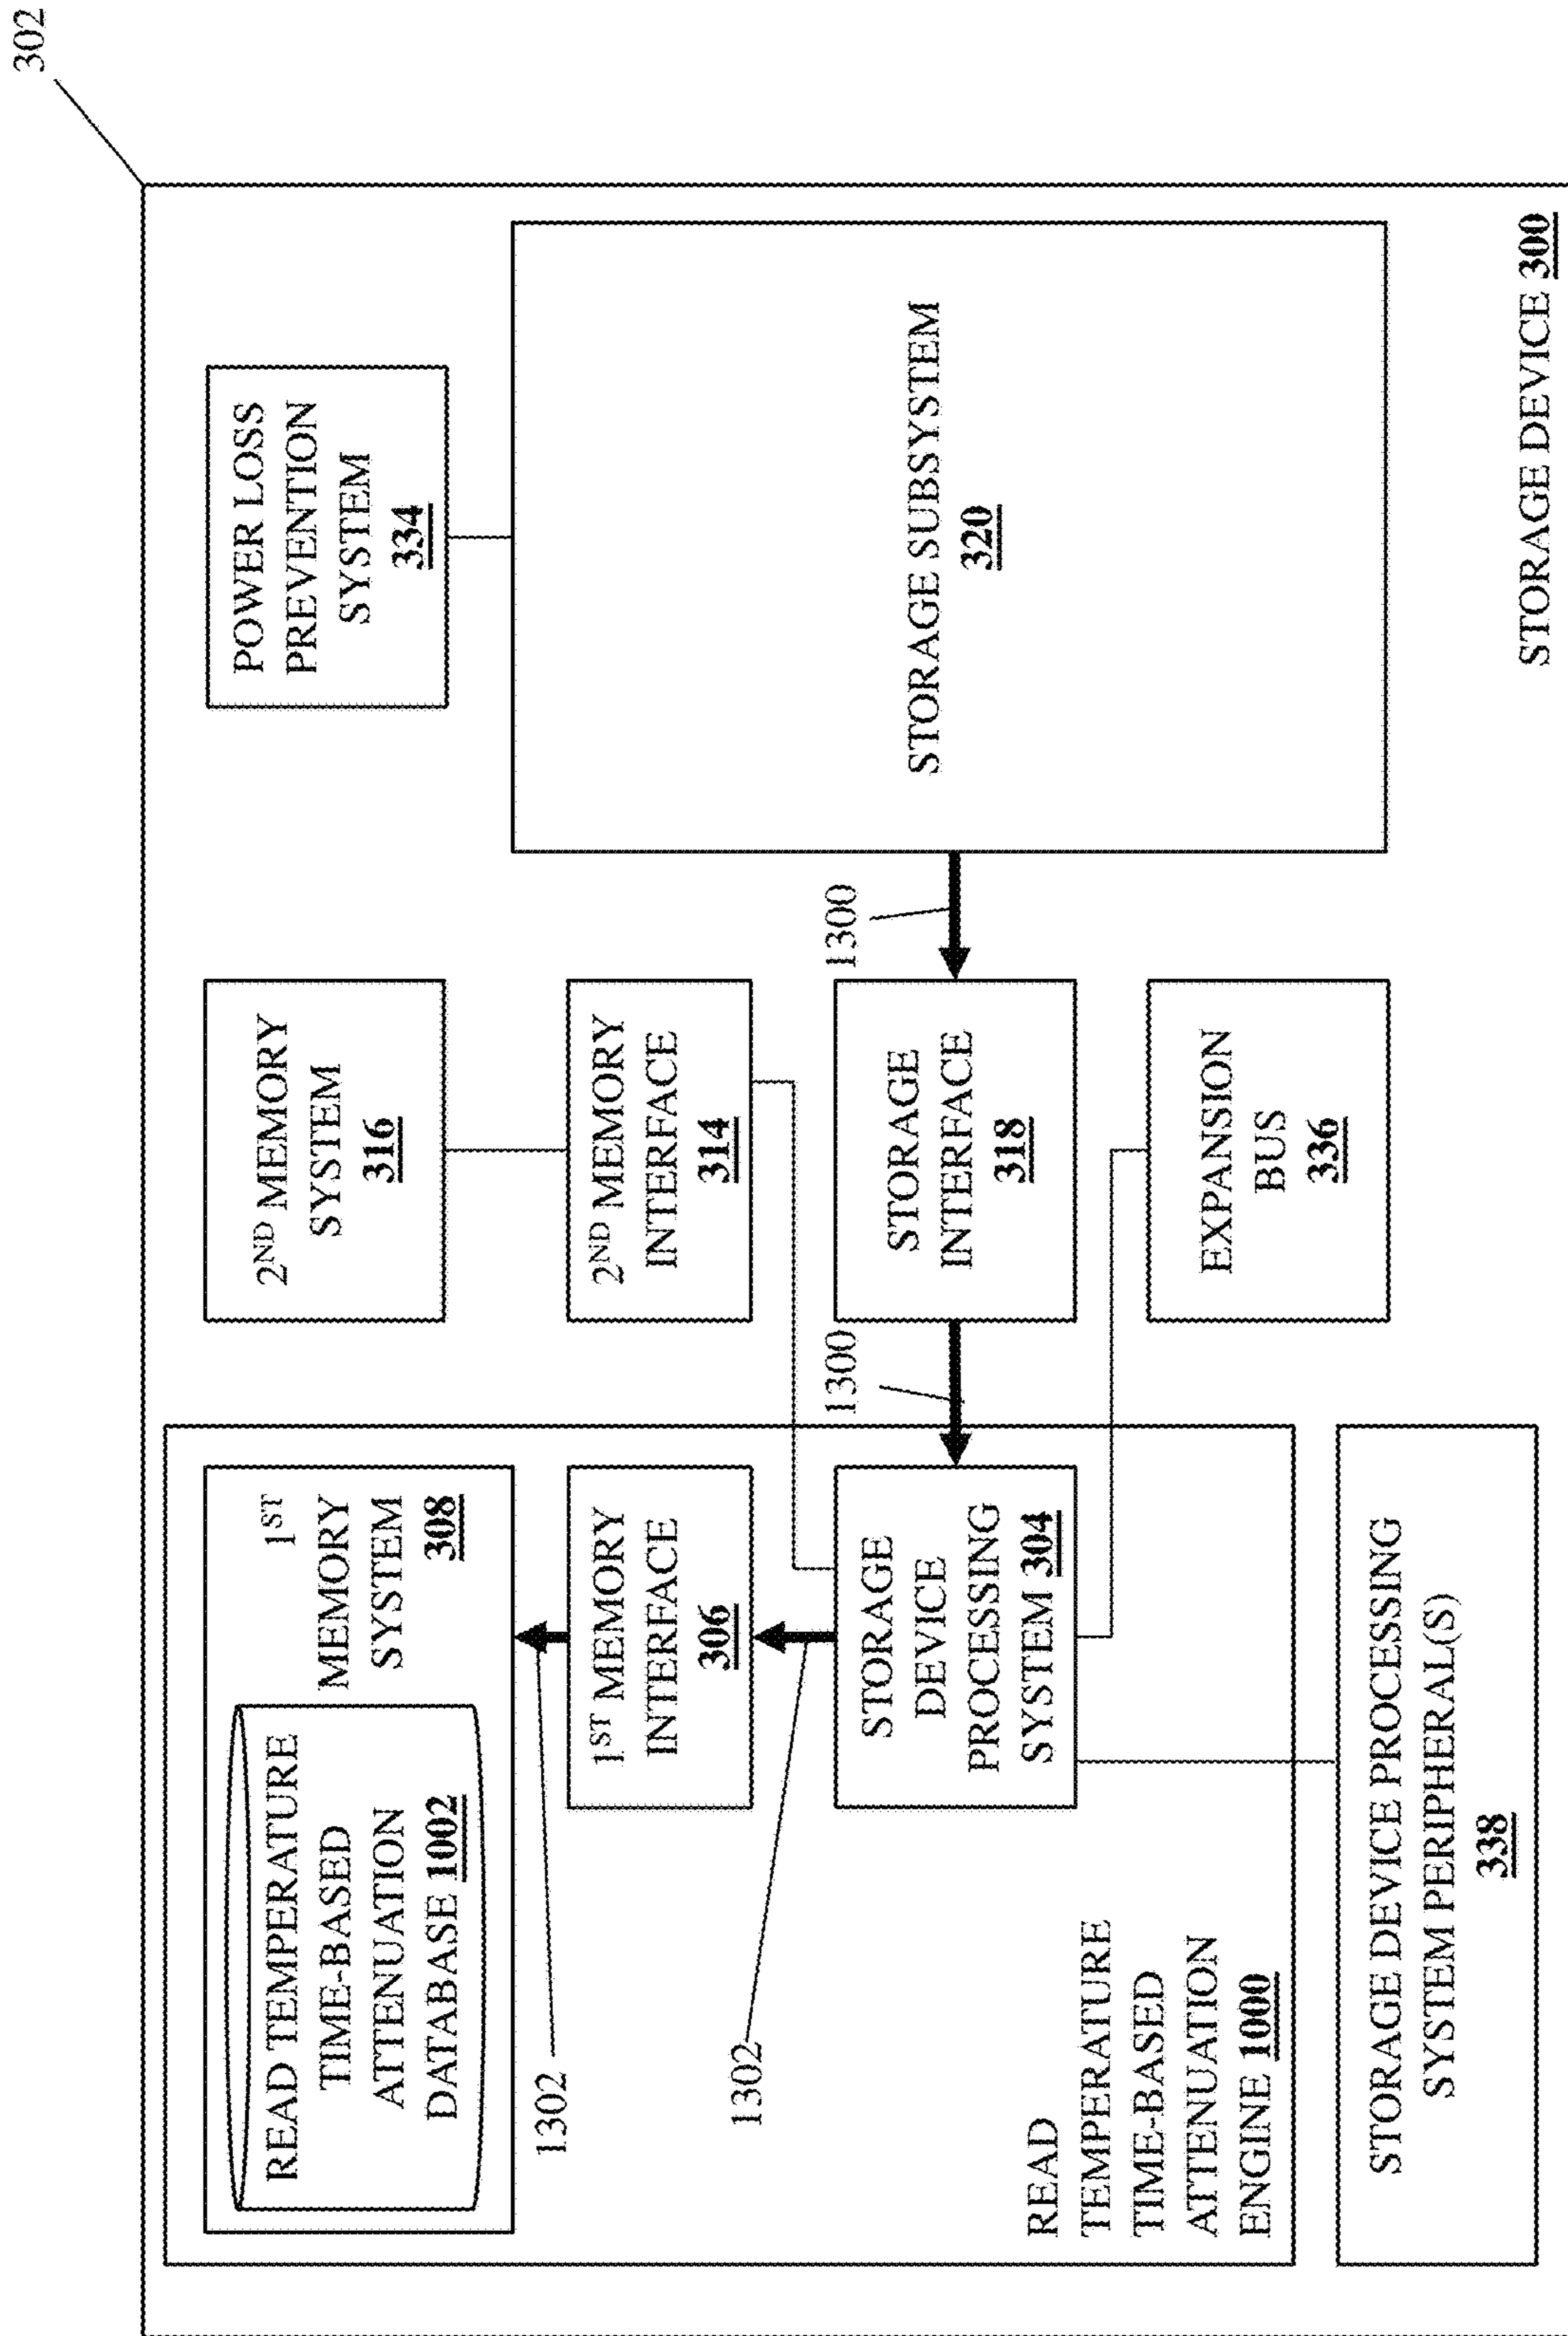 302
READ TEMPERATURE
TIME-BASED
ATTENUATION
DATABASE 1002
1ST
MEMORY
SYSTEM
308
2ND MEMORY
SYSTEM
316
POWER LOSS
PREVENTION
SYSTEM
334
1302
1302
1ST MEMORY
INTERFACE
306
2ND MEMORY
INTERFACE
314
STORAGE
DEVICE
PROCESSING
SYSTEM 304
1300
STORAGE
INTERFACE
318
1300
STORAGE SUBSYSTEM
320
READ
TEMPERATURE
TIME-BASED
ATTENUATION
ENGINE 1000
EXPANSION
BUS
336
STORAGE DEVICE PROCESSING
SYSTEM PERIPHERAL(S)
338
STORAGE DEVICE 300